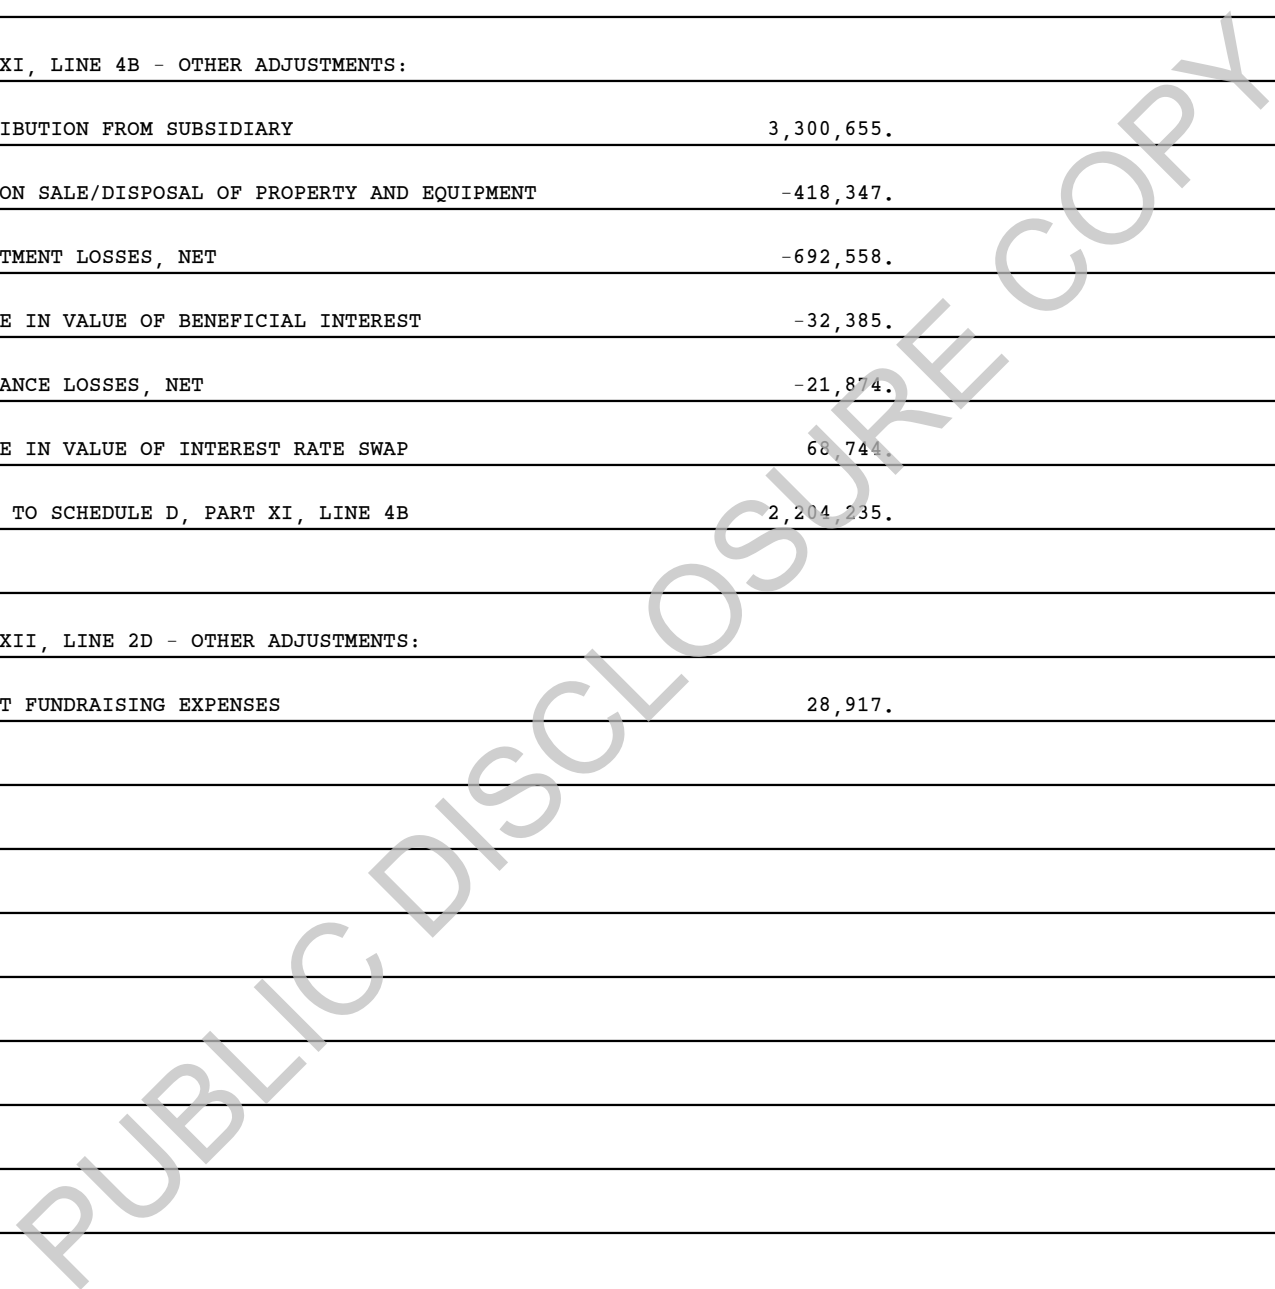 XI, LINE 4B - OTHER ADJUSTMENTS:
IBUTION FROM SUBSIDIARY 3,300,655.
ON SALE/DISPOSAL OF PROPERTY AND EQUIPMENT -418,347.
TMENT LOSSES, NET -692,558.
E IN VALUE OF BENEFICIAL INTEREST -32,385.
ANCE LOSSES, NET -21,874.
E IN VALUE OF INTEREST RATE SWAP 68,744.
TO SCHEDULE D, PART XI, LINE 4B 2,204,235.
XII, LINE 2D - OTHER ADJUSTMENTS:
T FUNDRAISING EXPENSES 28,917.
PUBLIC DISCLOSURE COPY